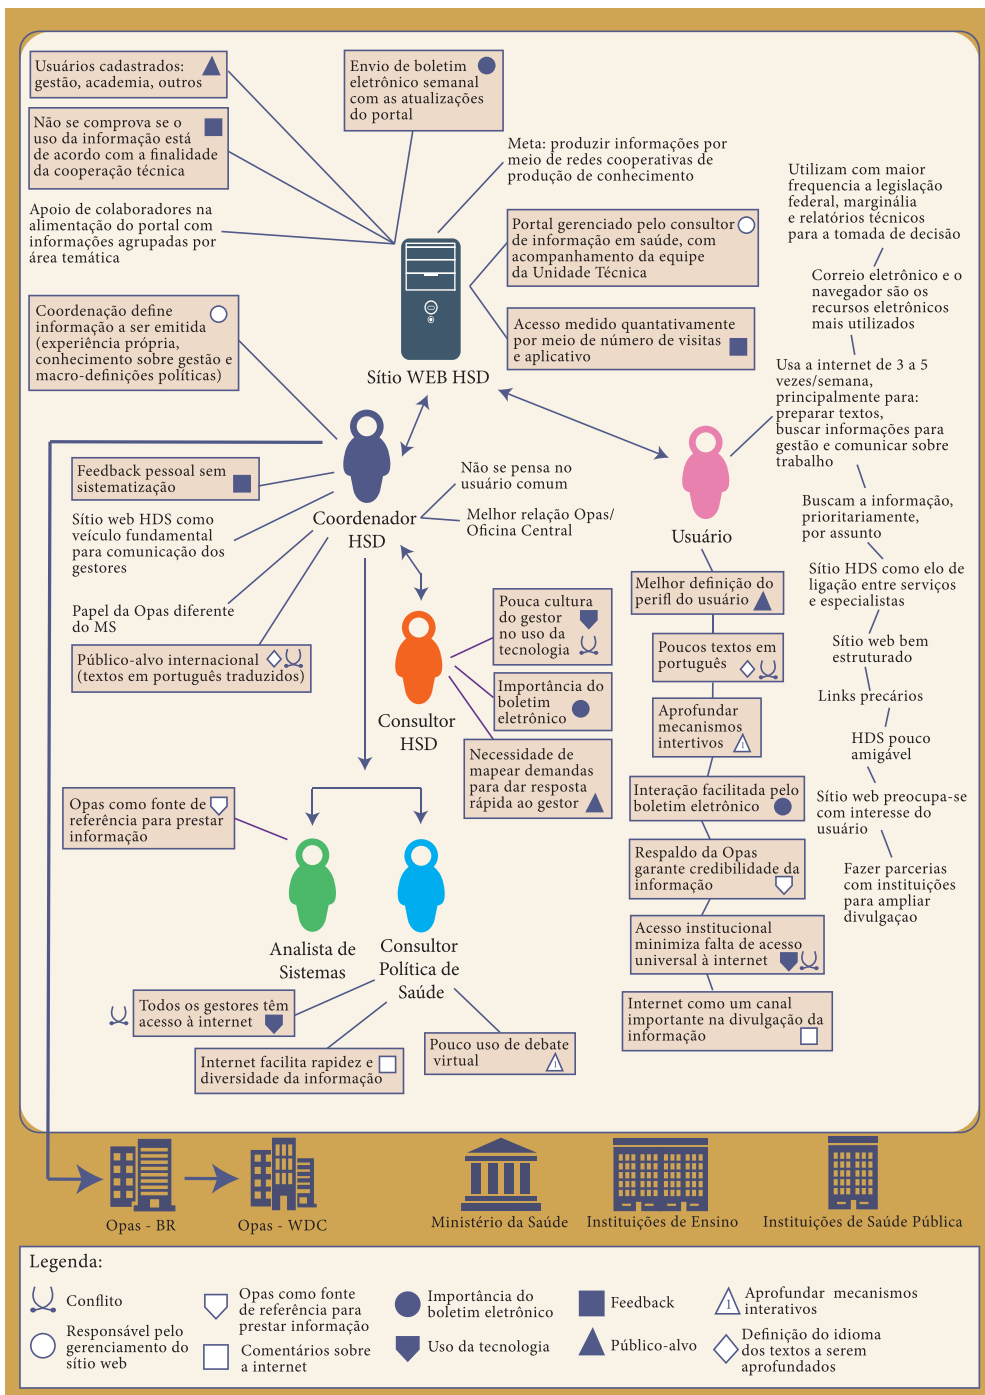 Usuários cadastrados:
gestão, academia, outros
Não se comprova se o
uso da informação está
de acordo com a finalidade
da cooperação técnica
Apoio de colaboradores na
alimentação do portal com
informações agrupadas por
área temática
Envio de boletim
eletrônico semanal
com as atualizações
do portal
Meta: produzir informações por
meio de redes cooperativas de
produção de conhecimento
Portal gerenciado pelo consultor
de informação em saúde, com
acompanhamento da equipe
da Unidade Técnica
Acesso medido quantativamente
por meio de número de visitas
e aplicativo
Sítio WEB HSD
Coordenação define
informação a ser emitida
(experiência própria,
conhecimento sobre gestão e
macro-definições políticas)
Utilizam com maior
frequencia a legislação
federal, marginália
e relatórios técnicos
para a tomada de decisão
Correio eletrônico e o
navegador são os
recursos eletrônicos
mais utilizados
Usa a internet de 3 a 5
vezes/semana,
principalmente para:
preparar textos,
buscar informações para
gestão e comunicar sobre
trabalho
Buscam a informação,
prioritariamente,
por assunto
Sítio HDS como elo de
ligação entre serviços
e especialistas
Sítio web bem
estruturado
Links precários
HDS pouco
amigável
Sítio web preocupa-se
com interesse do
usuário
Fazer parcerias
com instituições
para ampliar
divulgaçao
Feedback pessoal sem
sistematização
Sítio web HDS como
veículo fundamental
para comunicação dos
gestores
Papel da Opas diferente
do MS
Público-alvo internacional
(textos em português traduzidos)
Coordenador
HSD
Não se pensa no
usuário comum
Melhor relação Opas/
Oficina Central
Usuário
Melhor definição do
perifl do usuário
Poucos textos em
português
Aprofundar
mecanismos
intertivos
1
Interação facilitada pelo
boletim eletrônico
Respaldo da Opas
garante credibilidade da
informação
Acesso institucional
minimiza falta de acesso
universal à internet
Internet como um canal
importante na divulgação da
informação
Consultor
HSD
Pouca cultura
do gestor
no uso da
tecnologia
Importância do
boletim
eletrônico
Necessidade de
mapear demandas
para dar resposta
rápida ao gestor
Opas como fonte de
referência para prestar
informação
Analista de
Sistemas
Consultor
Política de
Saúde
Todos os gestores têm
acesso à internet
Internet facilita rapidez e
diversidade da informação
Pouco uso de debate
virtual
1
Opas - BR
Opas - WDC
Ministério da Saúde
Instituições de Ensino
Instituições de Saúde Pública
Legenda:
Conflito
Responsável pelo
gerenciamento do
sítio web
Opas como fonte
de referência para
prestar informação
Comentários sobre
a internet
Importância do
boletim eletrônico
Uso da tecnologia
Feedback
Público-alvo
1
Aprofundar mecanismos
interativos
Definição do idioma
dos textos a serem
aprofundados